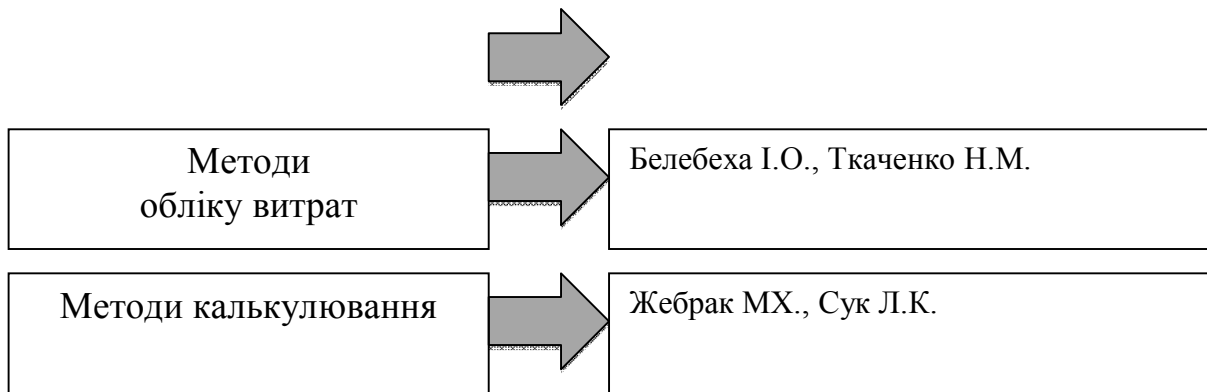 Методи
обліку витрат
Белебеха І.О., Ткаченко Н.М.
Методи калькулювання
Жебрак МХ., Сук Л.К.